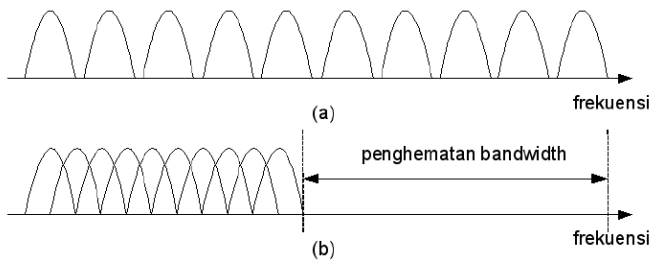 frekuensi
(a)
penghematan bandwidth
frekuensi
(b)